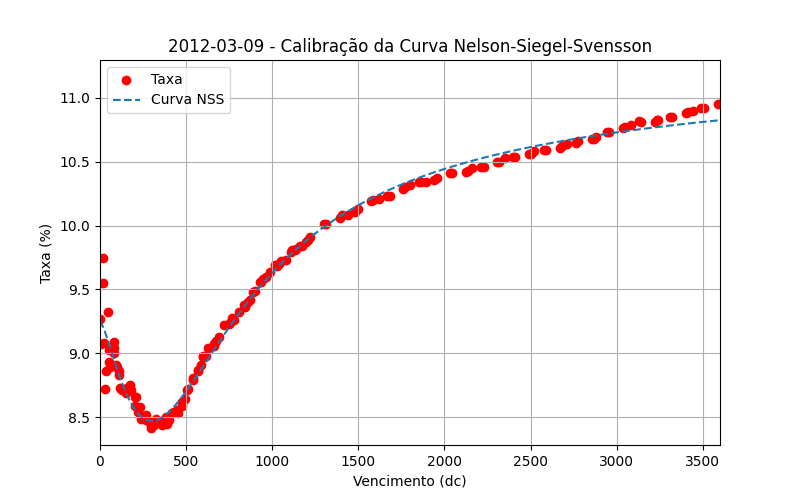 2012-03-09 - Calibração da Curva Nelson-Siegel-Svensson
Taxa
Curva NSS
Taxa (%)
11.0
10.5
10.0
9.5
9.0
8.5
0 500 1000 1500 2000 2500 3000 3500
Vencimento (dc)